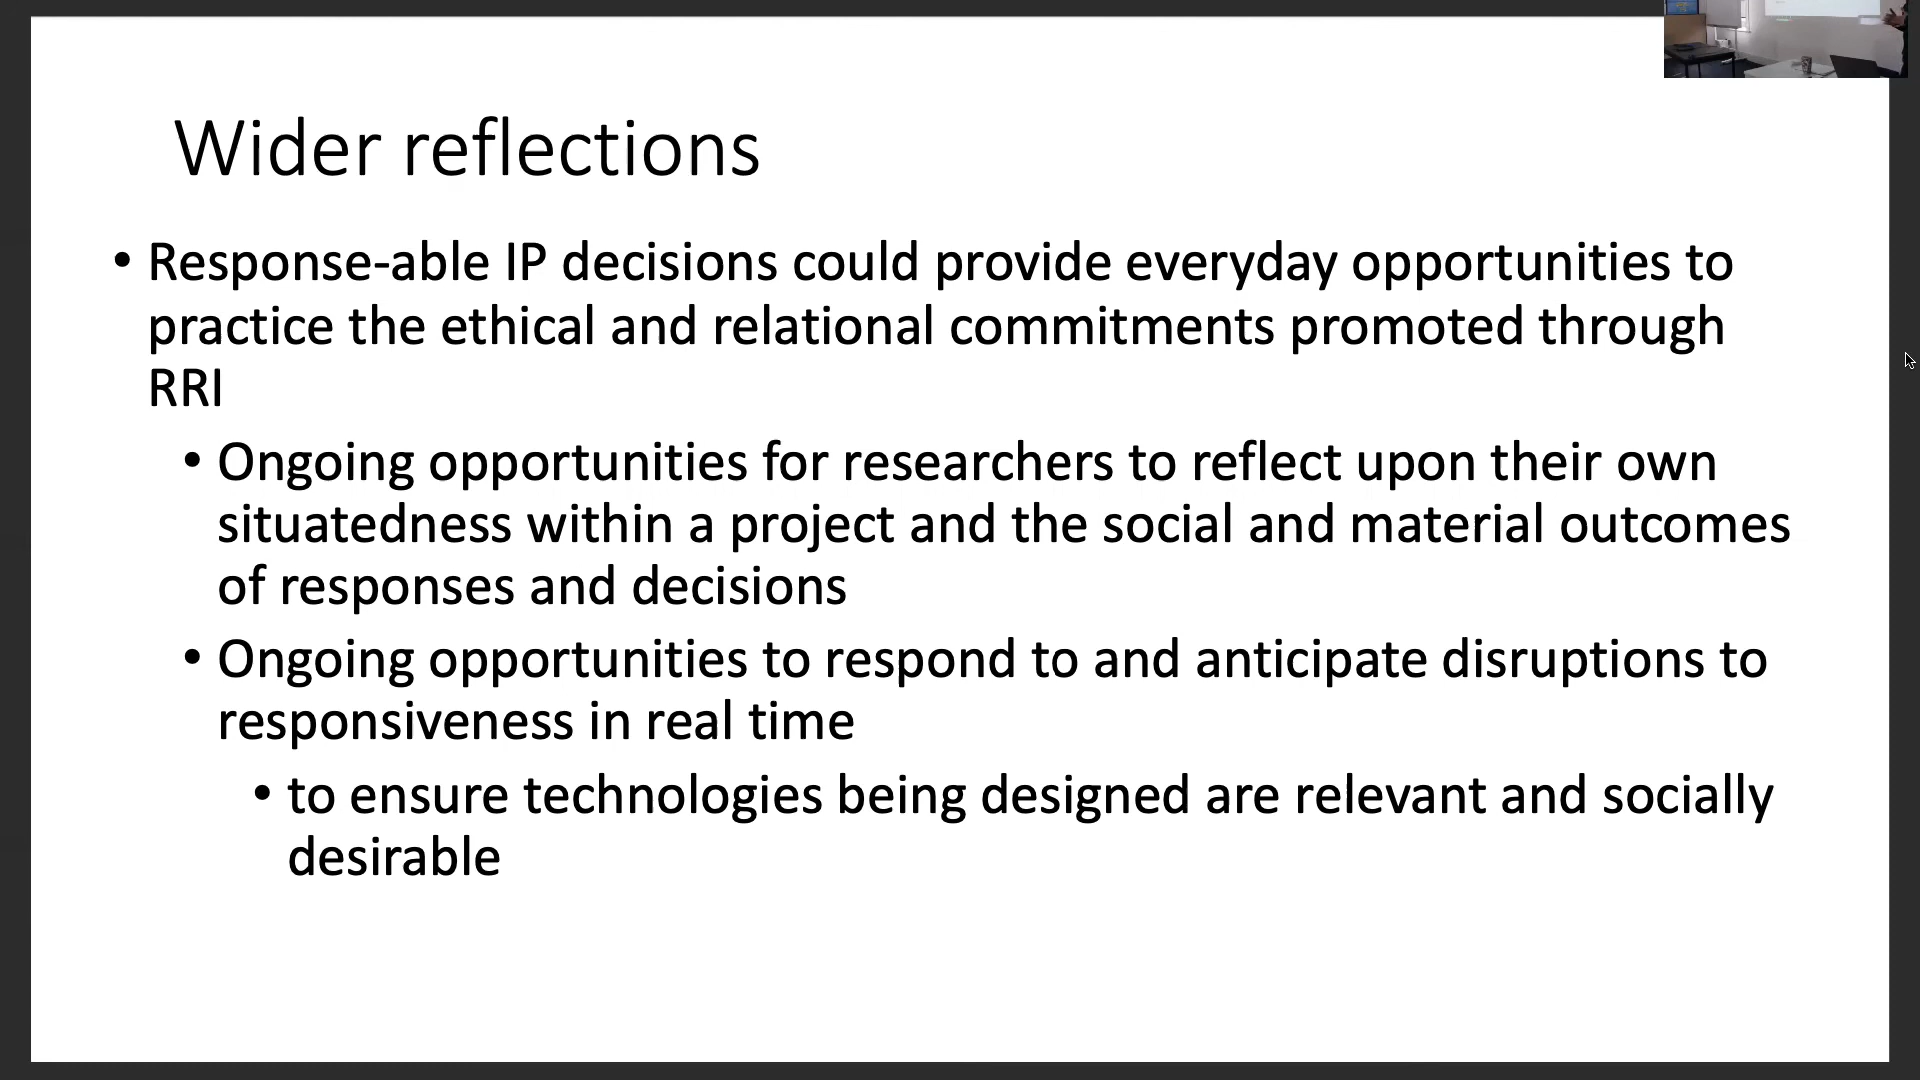 Wider reflections
• Response-able IP decisions could provide everyday opportunities to
practice the ethical and relational commitments promoted through
RRI
• Ongoing opportunities for researchers to reflect upon their own
situatedness within a project and the social and material outcomes
of responses and decisions
• Ongoing opportunities to respond to and anticipate disruptions to
responsiveness in real time
• to ensure technologies being designed are relevant and socially
desirable